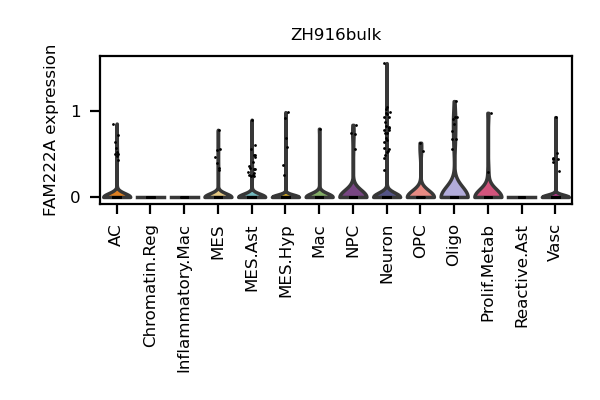 ZH916bulk
FAM222A expression
1
0
AC
Chromatin.Reg
Inflammatory.Mac
MES
MES.Ast
MES.Hyp
Mac
NPC
Neuron
OPC
Oligo
Prolif.Metab
Reactive.Ast
Vasc